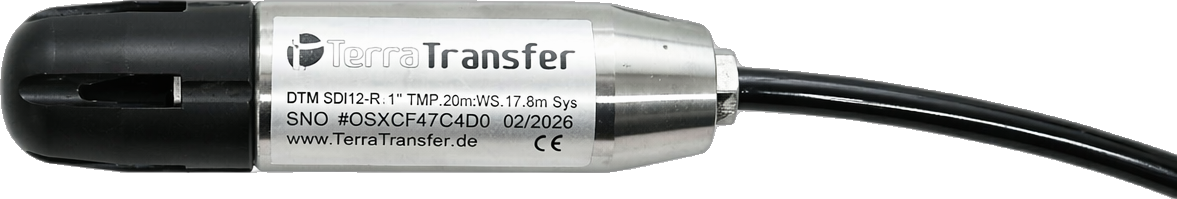 TerraTransfer
DTM SDI12-R.1" TMP.20m:WS.17.8m Sys
SNO #OSXCF47C4D0 02/2026
www.TerraTransfer.de CE